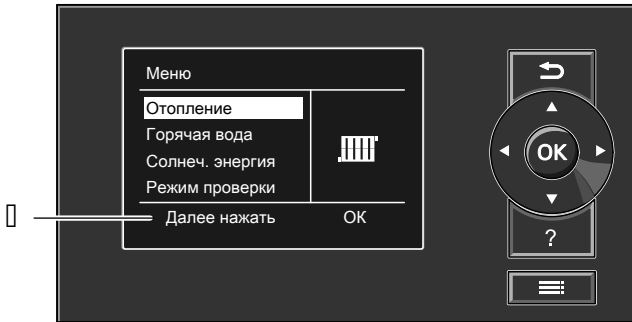 Меню
Отопление
Горячая вода
Солнеч. энергия
Режим проверки
Далее нажать OK
OK
?